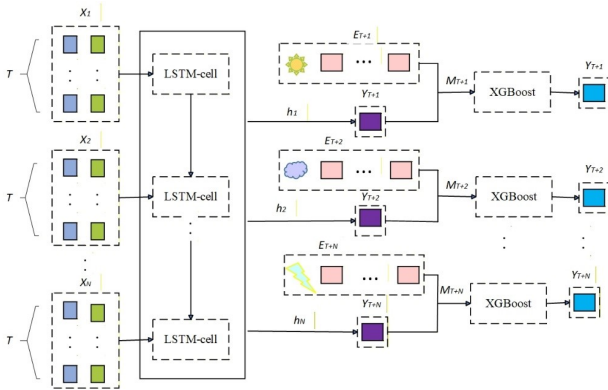 X1
ET+1
T
LSTM-cell
MT+1
XGBoost
YT+1
h1
YT+1
X2
ET+2
T
LSTM-cell
MT+2
XGBoost
YT+2
h2
YT+2
XN
ET+N
T
LSTM-cell
MT+N
XGBoost
YT+N
hN
YT+N